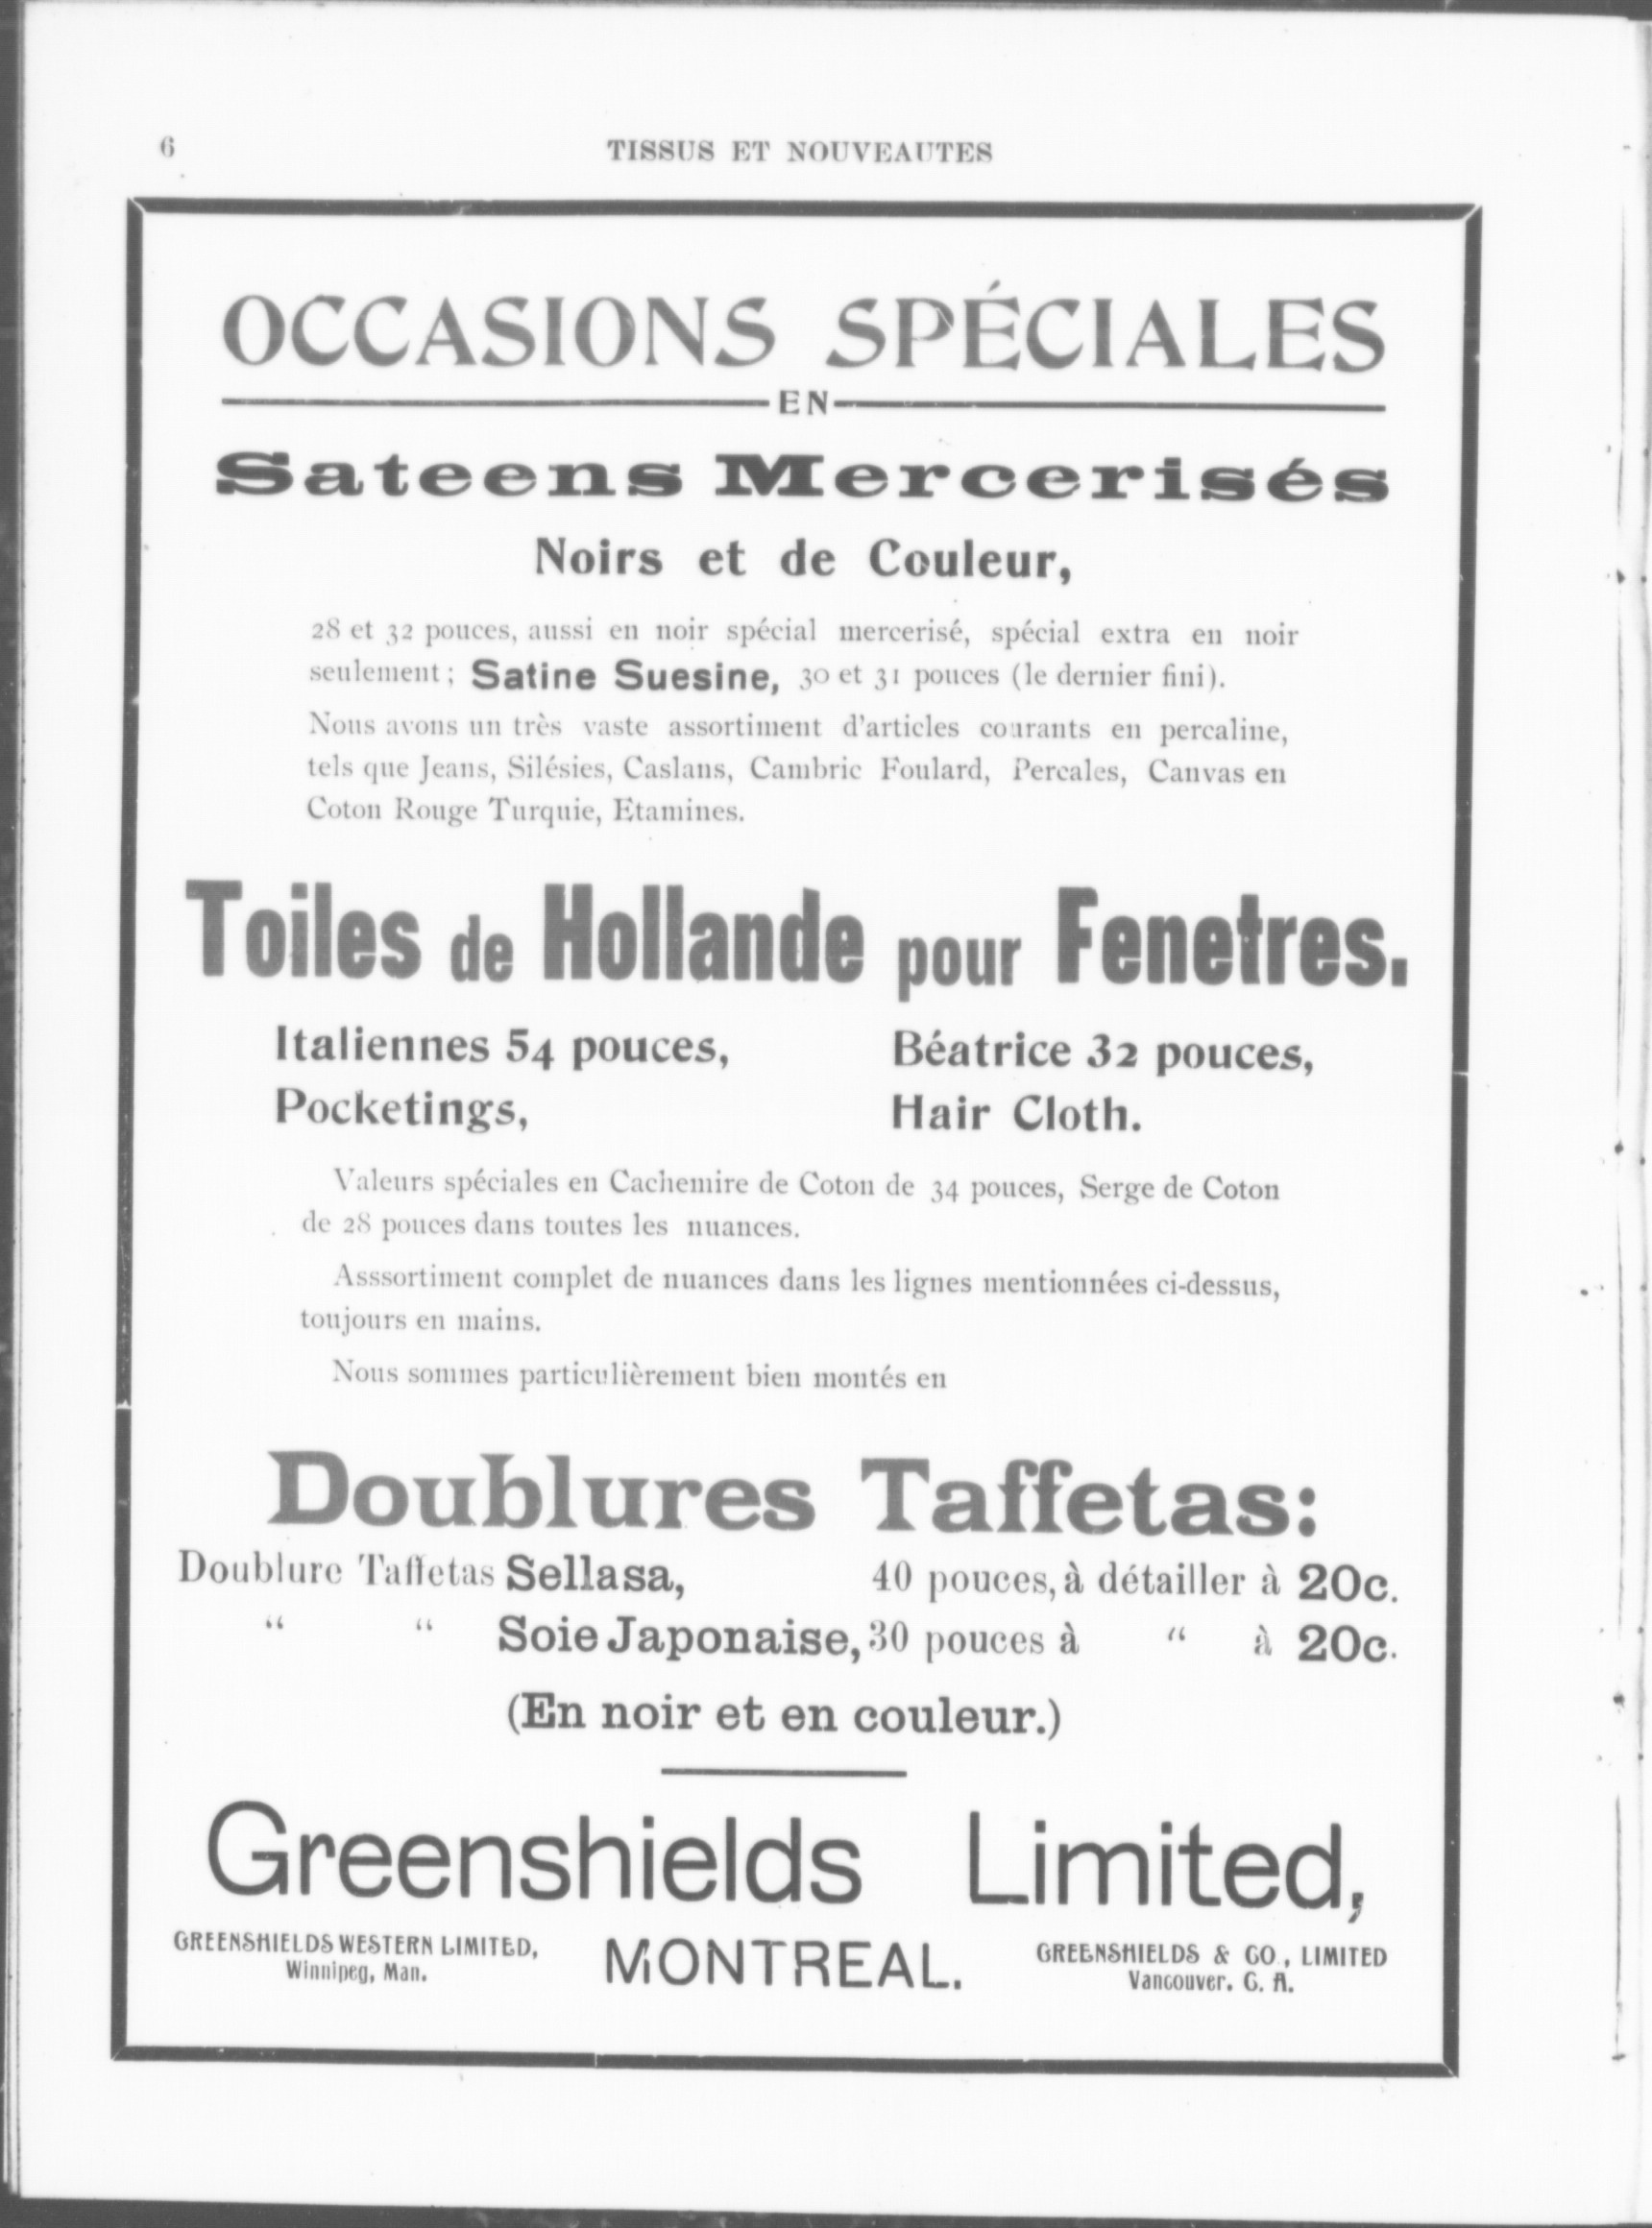 6
TISSUS ET NOUVEAUTES
OCCASIONS SPÉCIALES
EN
Sateens Mercerisés
Noirs et de Couleur,
28 et 32 pouces, aussi en noir spécial mercerisé, spécial extra en noir
seulement ; Satine Suesine, 30 et 31 pouces (le dernier fini).
Nous avons un très vaste assortiment d'articles courants en percaline,
tels que Jeans, Silésies, Caslans, Cambric Foulard, Percales, Canvas en
Coton Rouge Turquie, Etamines.
Toiles de Hollande pour Fenetres.
Italiennes 54 pouces, Béatrice 32 pouces,
Pocketings, Hair Cloth.
Valeurs spéciales en Cachemire de Coton de 34 pouces, Serge de Coton
de 28 pouces dans toutes les nuances.
Asssortiment complet de nuances dans les lignes mentionnées ci-dessus,
toujours en mains.
Nous sommes particulièrement bien montés en
Doublures Taffetas:
Doublure Taffetas Sellasa, 40 pouces, à détailler à 20c.
“ “ Soie Japonaise, 30 pouces à “ à 20c.
(En noir et en couleur.)
Greenshields Limited,
GREENSHIELDS WESTERN LIMITED, MONTREAL. GREENSHIELDS & CO., LIMITED
Winnipeg, Man. Vancouver. C. A.